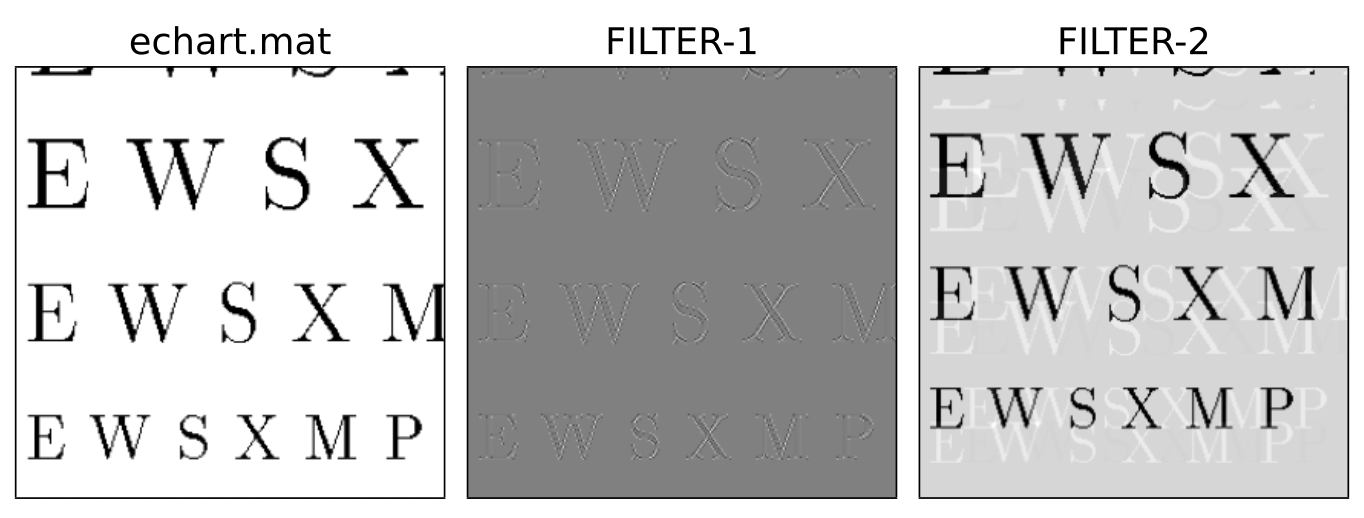 echart.mat FILTER-1 FILTER-2
E W S X E W S X E W S X
E W S X M E W S X M E W S X M
E W S X M P E W S X M P E W S X M P